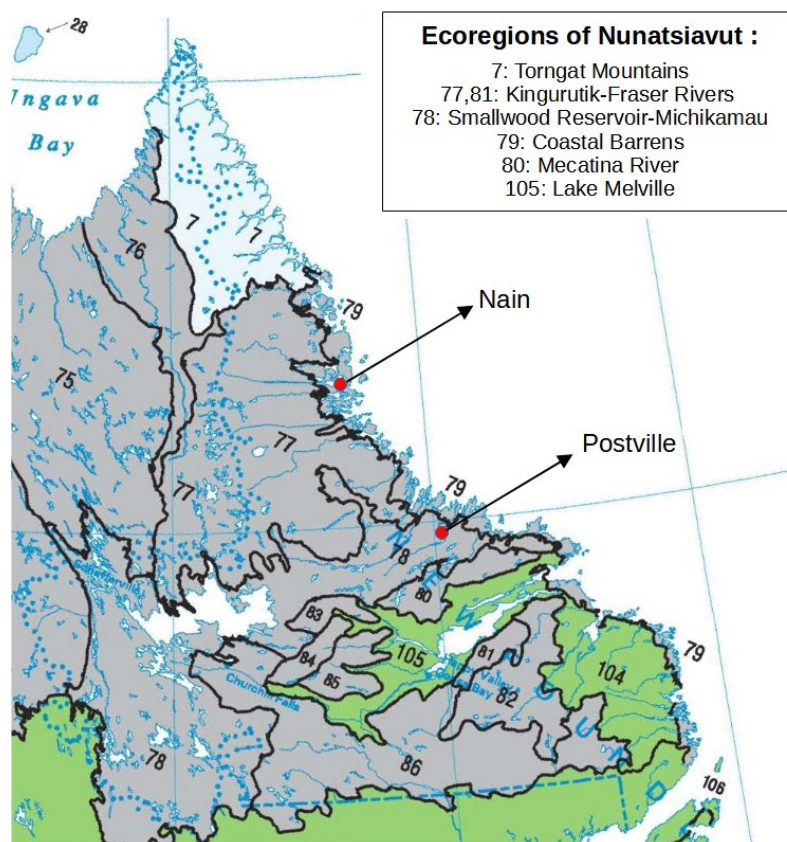 28
Ungava
Bay
Ecoregions of Nunatsiavut :
7: Torngat Mountains
77,81: Kingurutik-Fraser Rivers
78: Smallwood Reservoir-Michikamau
79: Coastal Barrens
80: Mecatina River
105: Lake Melville
7
7
76
79
Nain
75
77
Postville
77
79
N
78
E
80
W
83
105
81
79
84
104
85
82
Churchill Falls
U
N
78
86
D
106